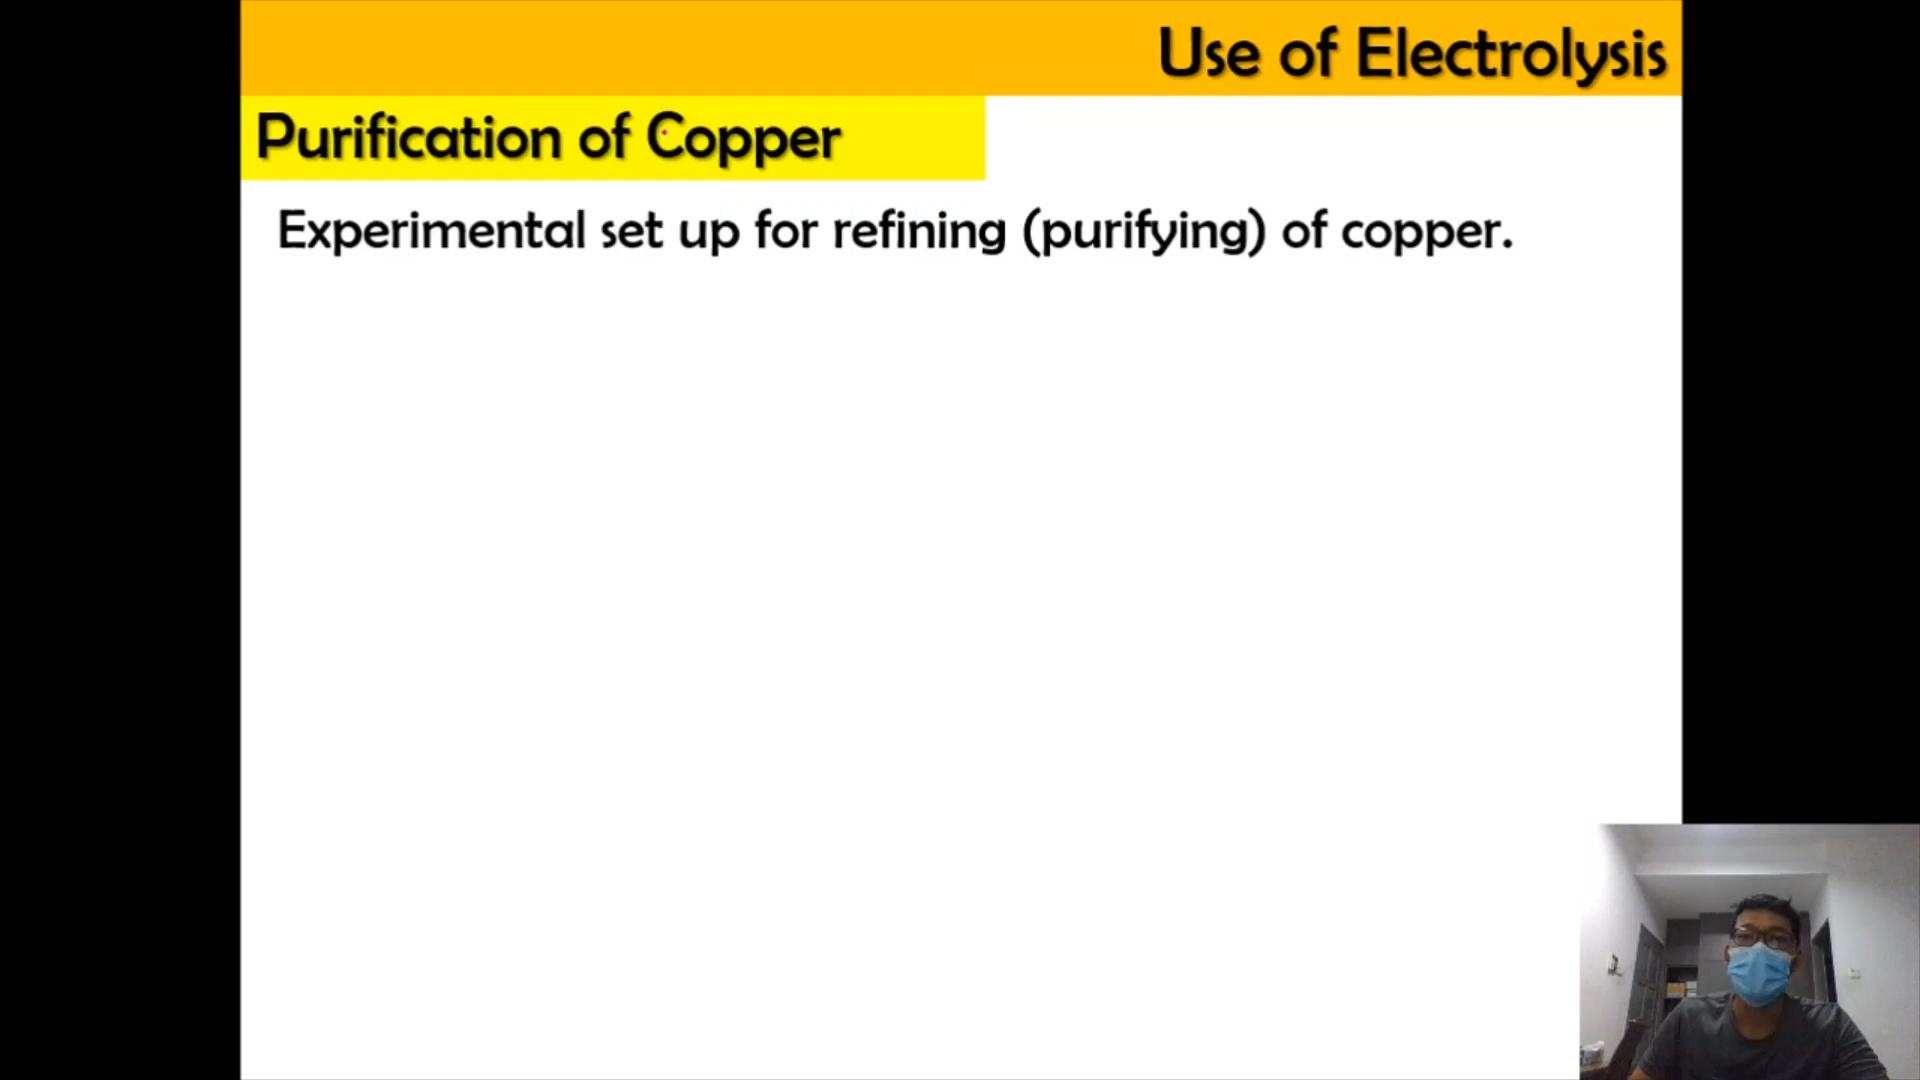 Use of Electrolysis
Purification of Copper
Experimental set up for refining (purifying) of copper.